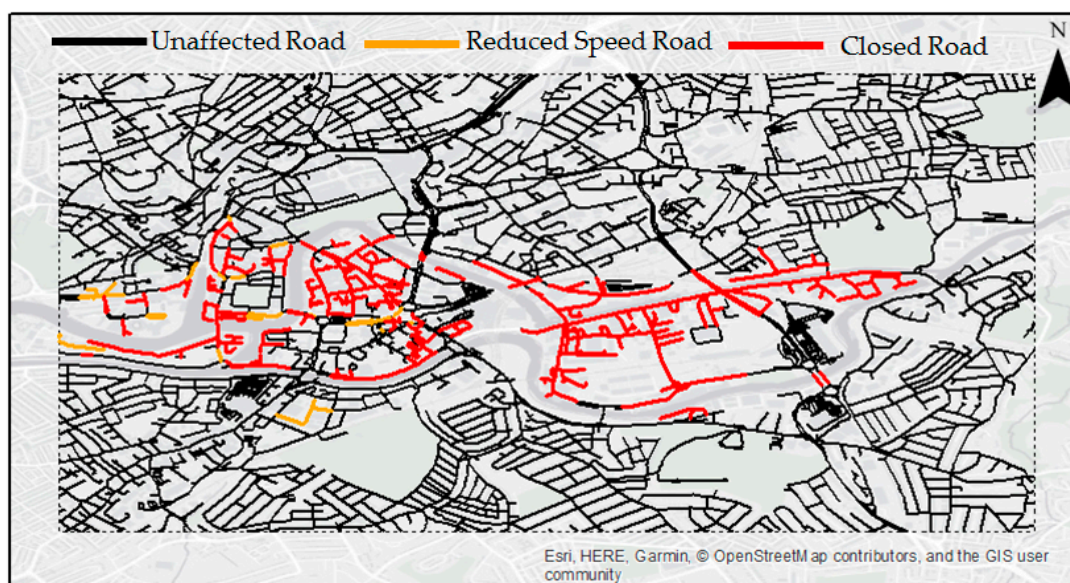 Unaffected Road Reduced Speed Road Closed Road
N
Esri, HERE, Garmin, © OpenStreetMap contributors, and the GIS user
community